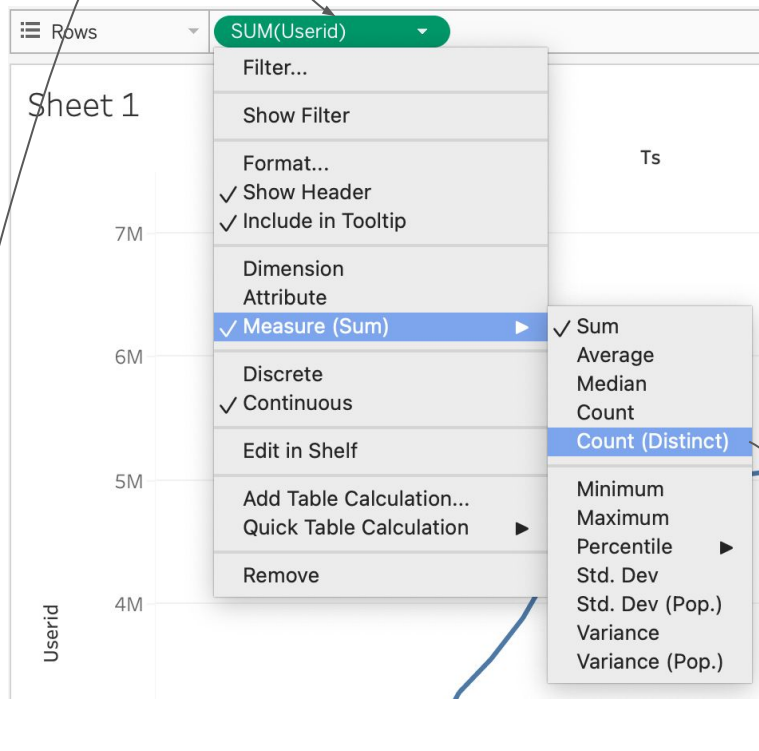 Rows
SUM(Userid)
Sheet 1
Filter...
Show Filter
Format...
Show Header
Include in Tooltip
Dimension
Attribute
Measure (Sum)
Discrete
Continuous
Edit in Shelf
Add Table Calculation...
Quick Table Calculation
Remove
Sum
Average
Median
Count
Count (Distinct)
Minimum
Maximum
Percentile
Std. Dev
Std. Dev (Pop.)
Variance
Variance (Pop.)
Ts
7M
6M
5M
4M
Userid